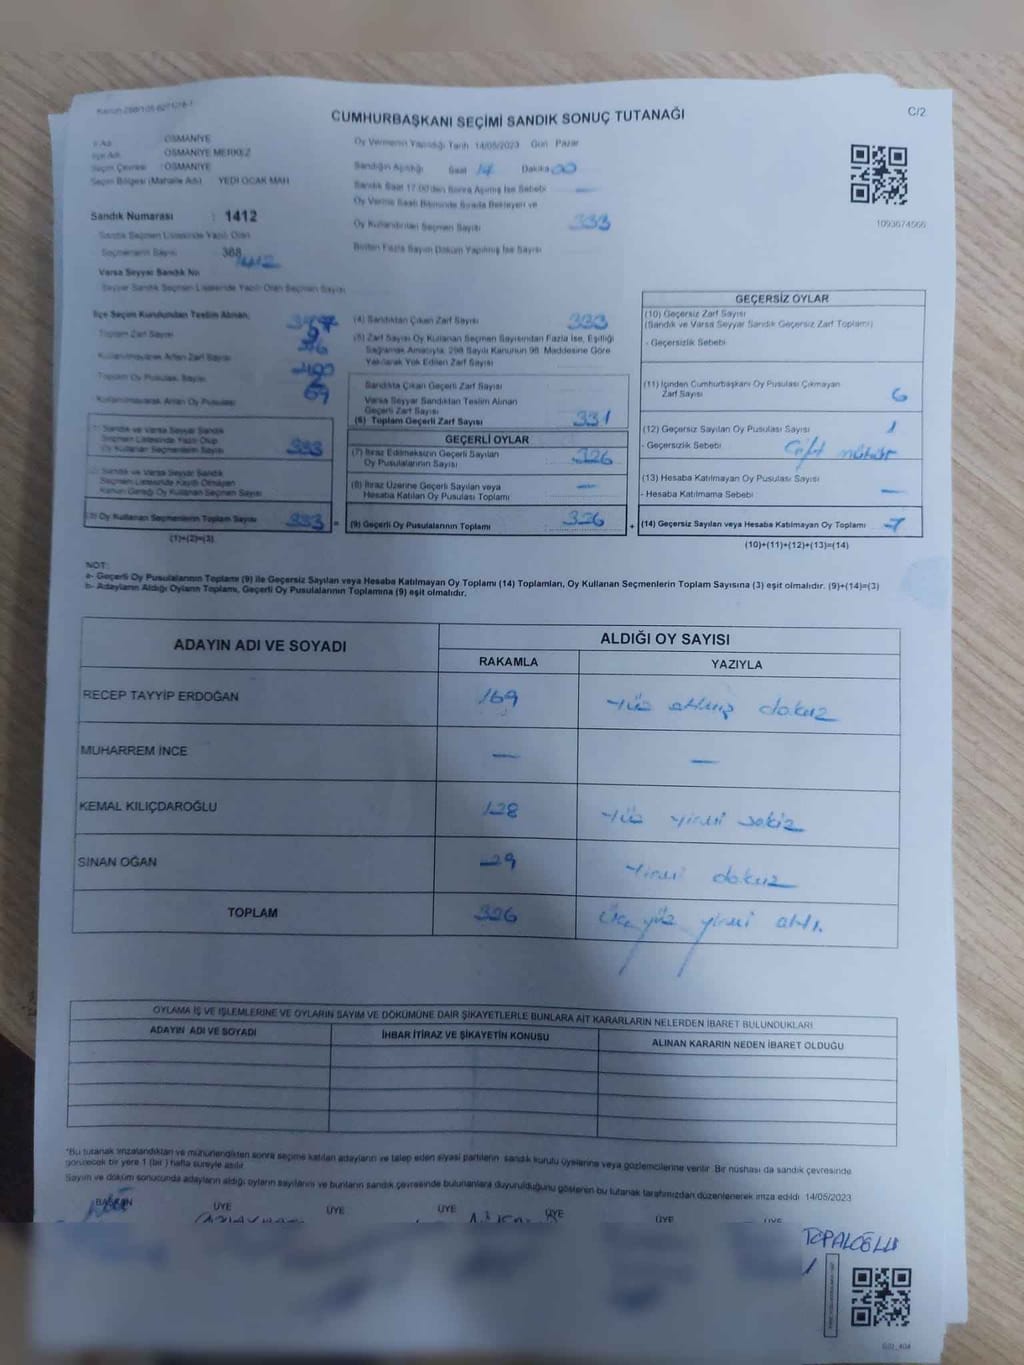 CUMHURBAŞKANI SEÇİMİ SANDIK SONUÇ TUTANAĞI
C/2
İl Adı : OSMANİYE
İlçe Adı : OSMANİYE MERKEZ
Seçim Çevresi : OSMANİYE
Seçim Bölgesi (Mahalle Adı) YEDİ OCAK MAH
Sandık Numarası : 1412
Sandık Seçmen Listesinde Yazılı Olan
Seçmenlerin Sayısı 368
Varsa Seyyar Sandık No
Seyyar Sandık Seçmen Listesinde Yazılı Olan Seçmen Sayısı
Oy Vermenin Yapıldığı Tarih 14/05/2023 Gün Pazar
Sandığın Açıldığı Saat 14 Dakika 00
Sandık Saat 17.00'den Sonra Açılmış İse Sebebi —
Oy Verme Saati Bitiminde Sırada Bekleyen ve
Oy Kullandırılan Seçmen Sayısı 333
Birden Fazla Sayım Döküm Yapılmış İse Sayısı
1093674566
İlçe Seçim Kurulundan Teslim Alınan;
Toplam Zarf Sayısı
Kullanılmayarak Artan Zarf Sayısı
Toplam Oy Pusulası Sayısı
Kullanılmayarak Artan Oy Pusulası 69
(1) Sandık ve Varsa Seyyar Sandık
Seçmen Listesinde Yazılı Olup
Oy Kullanan Seçmenlerin Sayısı 333
(2) Sandık ve Varsa Seyyar Sandık
Seçmen Listesinde Kayıtlı Olmayan
Kanun Gereği Oy Kullanan Seçmen Sayısı
(3) Oy Kullanan Seçmenlerin Toplam Sayısı 333 =
(1)+(2)=(3)
(4) Sandıktan Çıkan Zarf Sayısı 333
(5) Zarf Sayısı Oy Kullanan Seçmen Sayısından Fazla İse, Eşitliği
Sağlamak Amacıyla, 298 Sayılı Kanunun 98. Maddesine Göre
Yakılarak Yok Edilen Zarf Sayısı
Sandıkta Çıkan Geçerli Zarf Sayısı
Varsa Seyyar Sandıktan Teslim Alınan
Geçerli Zarf Sayısı
(6) Toplam Geçerli Zarf Sayısı 331
GEÇERLİ OYLAR
(7) İtiraz Edilmeksizin Geçerli Sayılan
Oy Pusulalarının Sayısı 326
(8) İtiraz Üzerine Geçerli Sayılan veya
Hesaba Katılan Oy Pusulası Toplamı —
(9) Geçerli Oy Pusulalarının Toplamı 326 +
GEÇERSİZ OYLAR
(10) Geçersiz Zarf Sayısı
(Sandık ve Varsa Seyyar Sandık Geçersiz Zarf Toplamı)
- Geçersizlik Sebebi
(11) İçinden Cumhurbaşkanı Oy Pusulası Çıkmayan
Zarf Sayısı 6
(12) Geçersiz Sayılan Oy Pusulası Sayısı 1
- Geçersizlik Sebebi Çift mühür
(13) Hesaba Katılmayan Oy Pusulası Sayısı
- Hesaba Katılmama Sebebi —
(14) Geçersiz Sayılan veya Hesaba Katılmayan Oy Toplamı 7
(10)+(11)+(12)+(13)=(14)
NOT:
a- Geçerli Oy Pusulalarının Toplamı (9) ile Geçersiz Sayılan veya Hesaba Katılmayan Oy Toplamı (14) Toplamları, Oy Kullanan Seçmenlerin Toplam Sayısına (3) eşit olmalıdır. (9)+(14)=(3)
b- Adayların Aldığı Oyların Toplamı, Geçerli Oy Pusulalarının Toplamına (9) eşit olmalıdır.
ADAYIN ADI VE SOYADI
ALDIĞI OY SAYISI
RAKAMLA YAZIYLA
RECEP TAYYİP ERDOĞAN 169 yüz altmış dokuz
MUHARREM İNCE — —
KEMAL KILIÇDAROĞLU 128 yüz yirmi sekiz
SİNAN OĞAN 29 yirmi dokuz
TOPLAM 326 üç yüz yirmi altı.
OYLAMA İŞ VE İŞLEMLERİNE VE OYLARIN SAYIM VE DÖKÜMÜNE DAİR ŞİKAYETLERLE BUNLARA AİT KARARLARIN NELERDEN İBARET BULUNDUKLARI
ADAYIN ADI VE SOYADI İHBAR İTİRAZ VE ŞİKAYETİN KONUSU ALINAN KARARIN NEDEN İBARET OLDUĞU
*Bu tutanak imzalandıktan ve mühürlendikten sonra seçime katılan adayların ve talep eden siyasi partilerin sandık kurulu üyelerine veya gözlemcilerine verilir. Bir nüshası da sandık çevresinde
görülecek bir yere 1 (bir) hafta süreyle asılır.
Sayım ve döküm sonucunda adayların aldığı oyların sayılarını ve bunların sandık çevresinde bulunanlara duyurulduğunu gösteren bu tutanak tarafımızdan düzenlenerek imza edildi. 14/05/2023
BAŞKAN ÜYE ÜYE ÜYE ÜYE ÜYE ÜYE
TOPALOĞLU